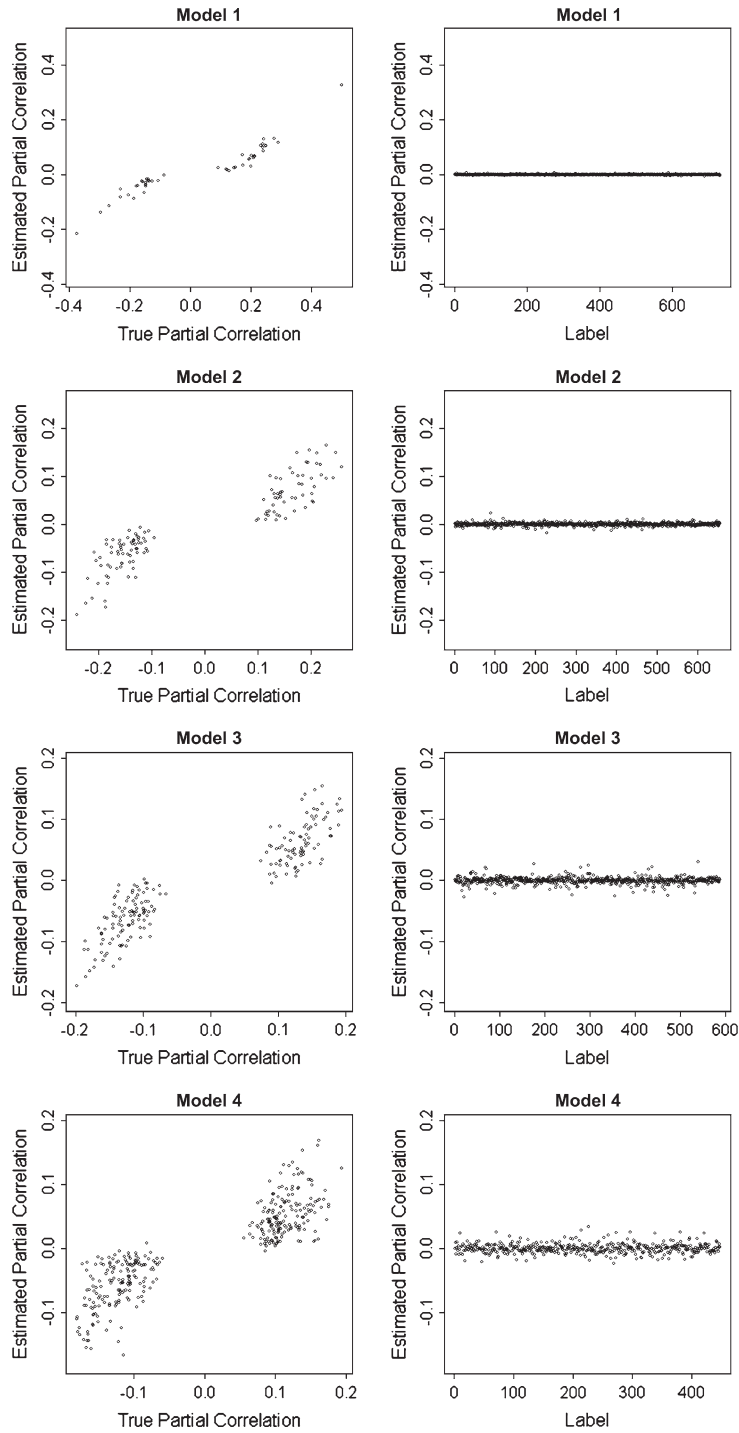 Model 1
Estimated Partial Correlation
0.4
0.2
0.0
-0.2
-0.4
-0.4 -0.2 0.0 0.2 0.4
True Partial Correlation
Model 1
Estimated Partial Correlation
0.4
0.2
0.0
-0.2
-0.4
0 200 400 600
Label
Model 2
Estimated Partial Correlation
0.2
0.1
0.0
-0.1
-0.2
-0.2 -0.1 0.0 0.1 0.2
True Partial Correlation
Model 2
Estimated Partial Correlation
0.2
0.1
0.0
-0.1
-0.2
0 100 200 300 400 500 600
Label
Model 3
Estimated Partial Correlation
0.2
0.1
0.0
-0.1
-0.2
-0.2 -0.1 0.0 0.1 0.2
True Partial Correlation
Model 3
Estimated Partial Correlation
0.2
0.1
0.0
-0.1
-0.2
0 100 200 300 400 500 600
Label
Model 4
Estimated Partial Correlation
0.2
0.1
0.0
-0.1
-0.1 0.0 0.1 0.2
True Partial Correlation
Model 4
Estimated Partial Correlation
0.2
0.1
0.0
-0.1
0 100 200 300 400
Label